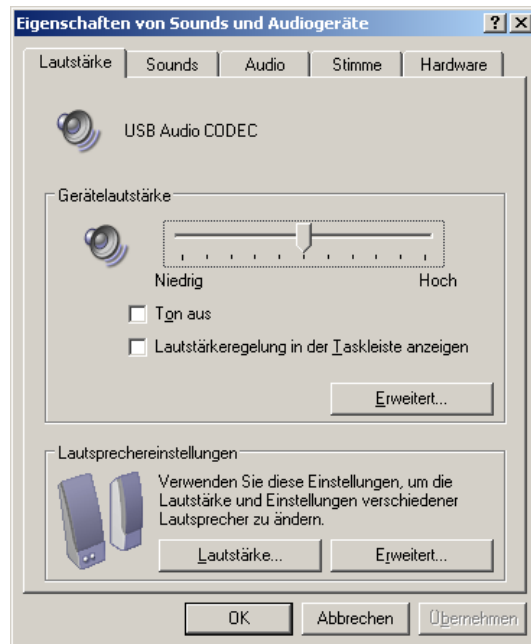 Eigenschaften von Sounds und Audiogeräte
Lautstärke Sounds Audio Stimme Hardware
USB Audio CODEC
Gerätelautstärke
Niedrig Hoch
Ton aus
Lautstärkeregelung in der Taskleiste anzeigen
Erweitert...
Lautsprechereinstellungen
Verwenden Sie diese Einstellungen, um die
Lautstärke und Einstellungen verschiedener
Lautsprecher zu ändern.
Lautstärke... Erweitert...
OK Abbrechen Übernehmen